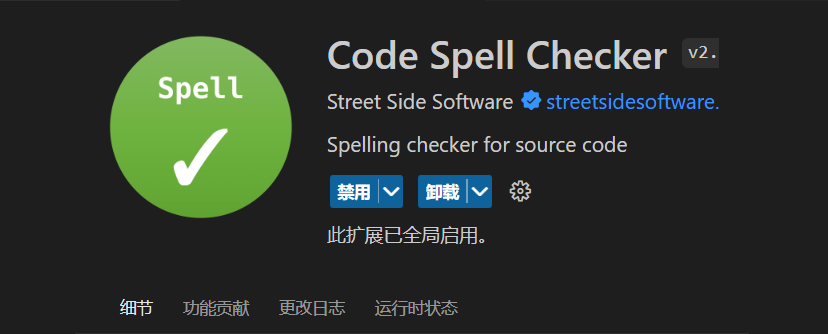 Spell
Code Spell Checker v2.
Street Side Software streetsidesoftware.
Spelling checker for source code
禁用 卸载
此扩展已全局启用。
细节 功能贡献 更改日志 运行时状态